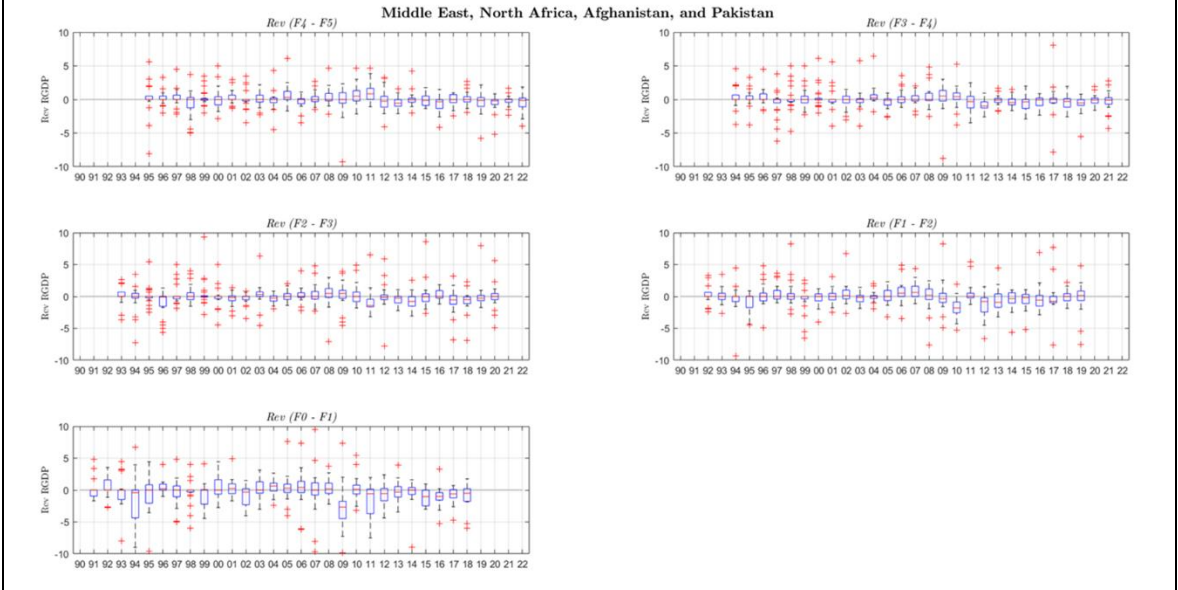 Middle East, North Africa, Afghanistan, and Pakistan
Rev (F4 - F5)
Rev RGDP
10
5
0
-5
-10
90 91 92 93 94 95 96 97 98 99 00 01 02 03 04 05 06 07 08 09 10 11 12 13 14 15 16 17 18 19 20 21 22
Rev (F3 - F4)
Rev RGDP
10
5
0
-5
-10
90 91 92 93 94 95 96 97 98 99 00 01 02 03 04 05 06 07 08 09 10 11 12 13 14 15 16 17 18 19 20 21 22
Rev (F2 - F3)
Rev RGDP
10
5
0
-5
-10
90 91 92 93 94 95 96 97 98 99 00 01 02 03 04 05 06 07 08 09 10 11 12 13 14 15 16 17 18 19 20 21 22
Rev (F1 - F2)
Rev RGDP
10
5
0
-5
-10
90 91 92 93 94 95 96 97 98 99 00 01 02 03 04 05 06 07 08 09 10 11 12 13 14 15 16 17 18 19 20 21 22
Rev (F0 - F1)
Rev RGDP
10
5
0
-5
-10
90 91 92 93 94 95 96 97 98 99 00 01 02 03 04 05 06 07 08 09 10 11 12 13 14 15 16 17 18 19 20 21 22